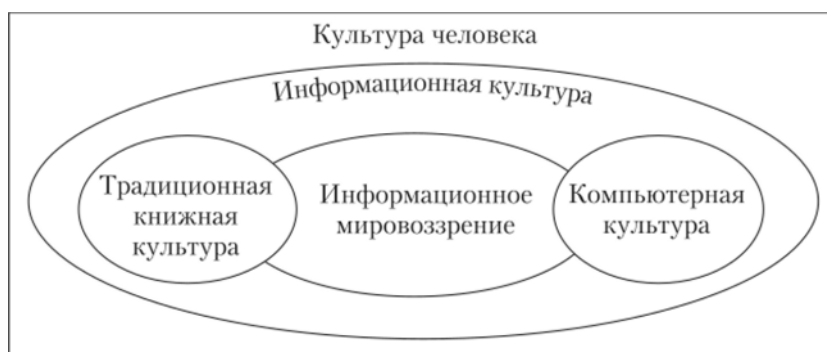 Культура человека
Информационная культура
Традиционная
книжная
культура
Информационное
мировоззрение
Компьютерная
культура